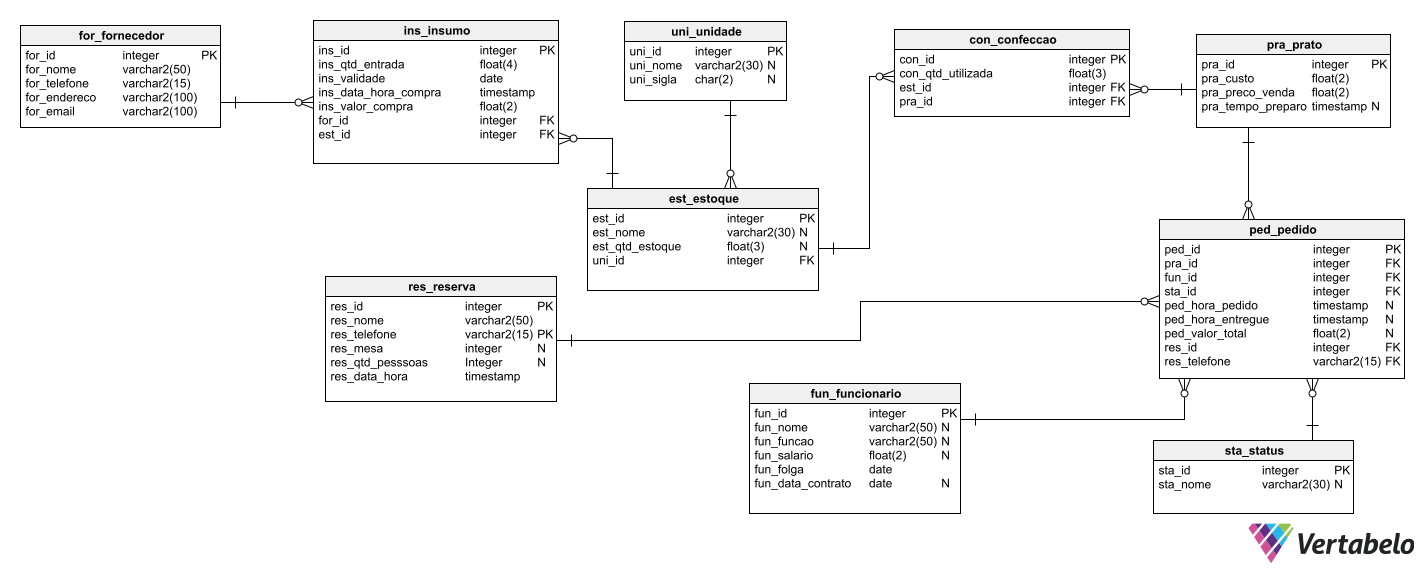 for_fornecedor
for_id integer PK
for_nome varchar2(50)
for_telefone varchar2(15)
for_endereco varchar2(100)
for_email varchar2(100)
ins_insumo
ins_id integer PK
ins_qtd_entrada float(4)
ins_validade date
ins_data_hora_compra timestamp
ins_valor_compra float(2)
for_id integer FK
est_id integer FK
uni_unidade
uni_id integer PK
uni_nome varchar2(30) N
uni_sigla char(2) N
con_confeccao
con_id integer PK
con_qtd_utilizada float(3)
est_id integer FK
pra_id integer FK
pra_prato
pra_id integer PK
pra_custo float(2)
pra_preco_venda float(2)
pra_tempo_preparo timestamp N
est_estoque
est_id integer PK
est_nome varchar2(30) N
est_qtd_estoque float(3) N
uni_id integer FK
ped_pedido
ped_id integer PK
pra_id integer FK
fun_id integer FK
sta_id integer FK
ped_hora_pedido timestamp N
ped_hora_entregue timestamp N
ped_valor_total float(2) N
res_id integer FK
res_telefone varchar2(15) FK
res_reserva
res_id integer PK
res_nome varchar2(50)
res_telefone varchar2(15) PK
res_mesa integer N
res_qtd_pesssoas Integer N
res_data_hora timestamp
fun_funcionario
fun_id integer PK
fun_nome varchar2(50) N
fun_funcao varchar2(50) N
fun_salario float(2) N
fun_folga date
fun_data_contrato date N
sta_status
sta_id integer PK
sta_nome varchar2(30) N
Vertabelo